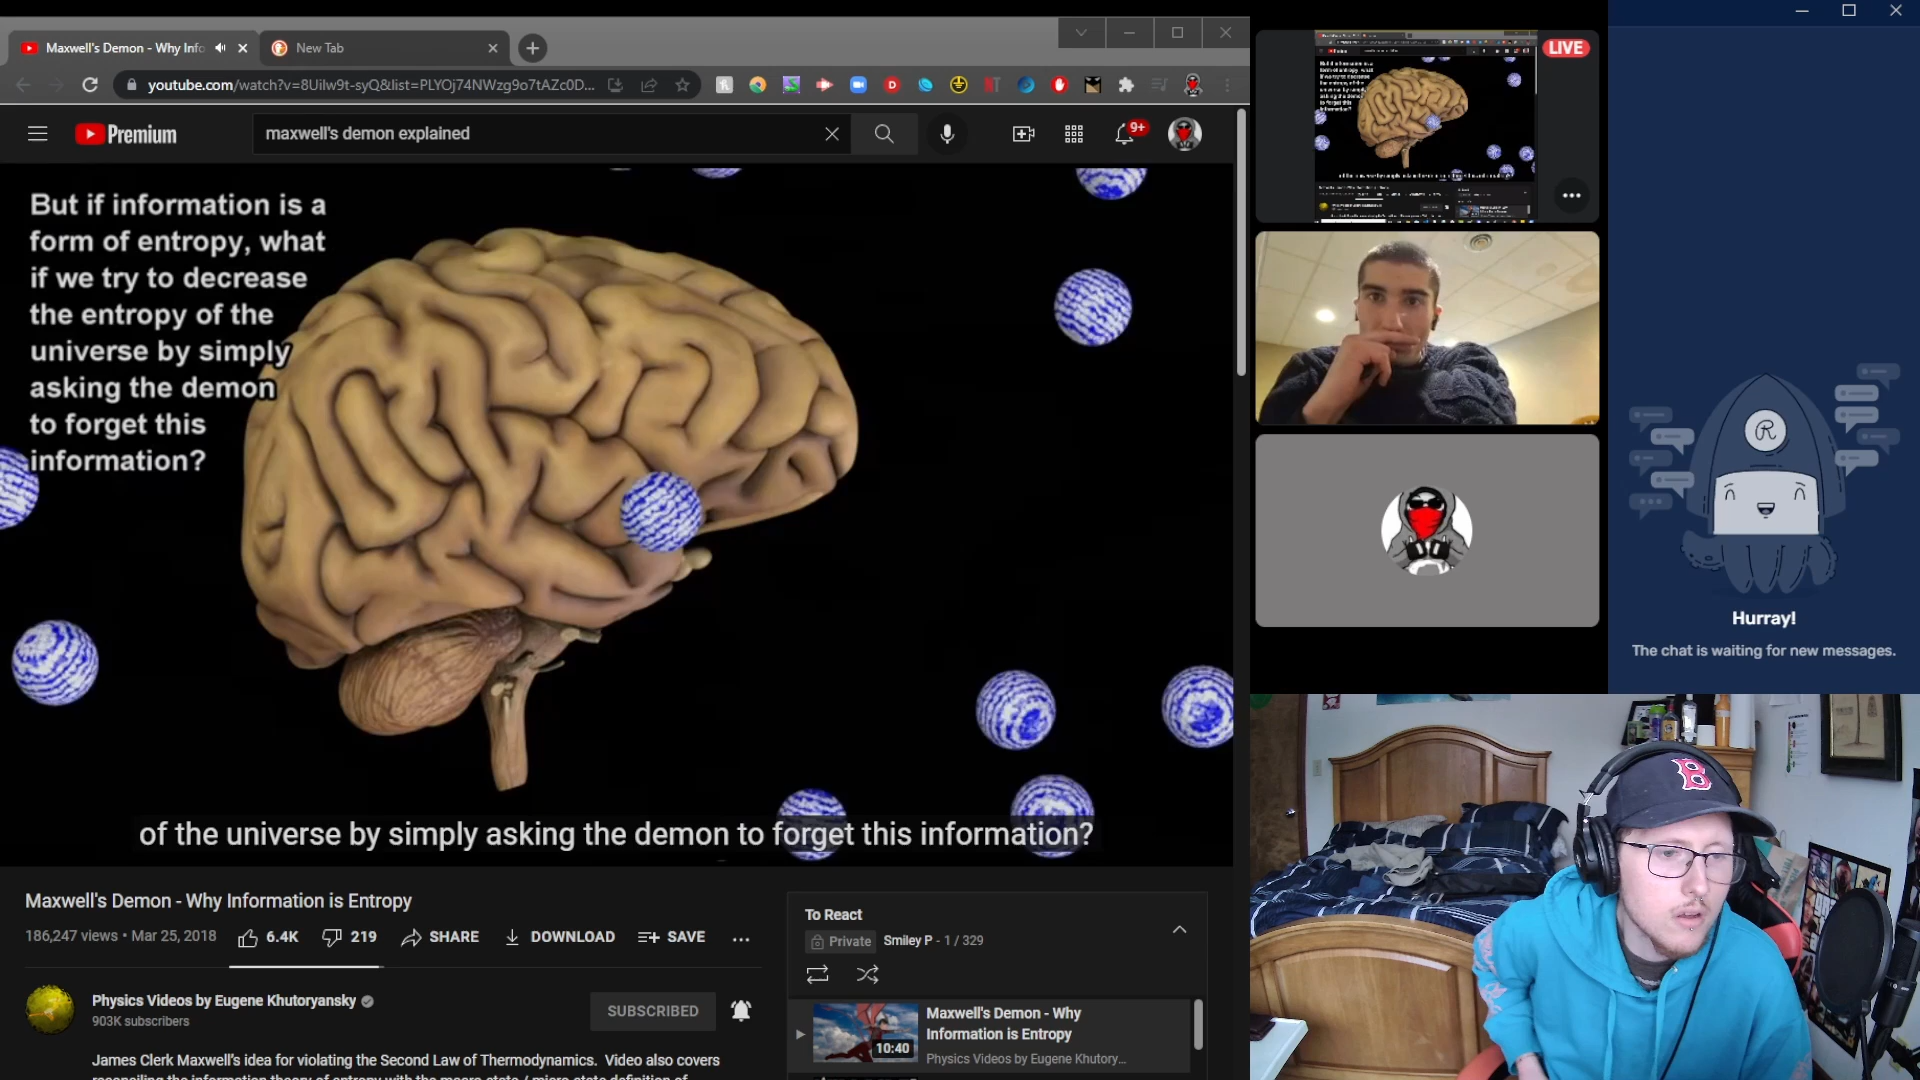 Maxwell's Demon - Why Info
New Tab
youtube.com/watch?v=8Uilw9t-syQ&list=PLYOj74NWzg9o7tAZc0D...
Premium
maxwell's demon explained
9+
But if information is a
form of entropy, what
if we try to decrease
the entropy of the
universe by simply
asking the demon
to forget this
information?
of the universe by simply asking the demon to forget this information?
Maxwell's Demon - Why Information is Entropy
186,247 views • Mar 25, 2018
6.4K
219
SHARE
DOWNLOAD
SAVE
Physics Videos by Eugene Khutoryansky
903K subscribers
SUBSCRIBED
James Clerk Maxwell's idea for violating the Second Law of Thermodynamics. Video also covers
To React
Private
Smiley P - 1 / 329
10:40
Maxwell's Demon - Why
Information is Entropy
Physics Videos by Eugene Khutory...
LIVE
Hurray!
The chat is waiting for new messages.
B